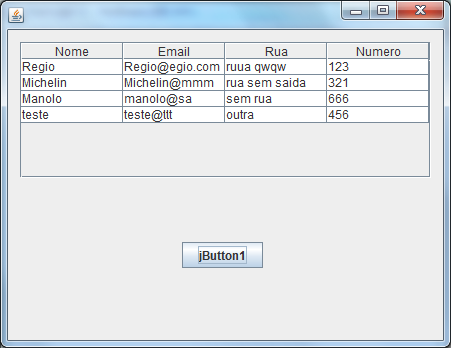 Nome Email Rua Numero
Regio Regio@egio.com ruua qwqw 123
Michelin Michelin@mmm rua sem saida 321
Manolo manolo@sa sem rua 666
teste teste@ttt outra 456
jButton1